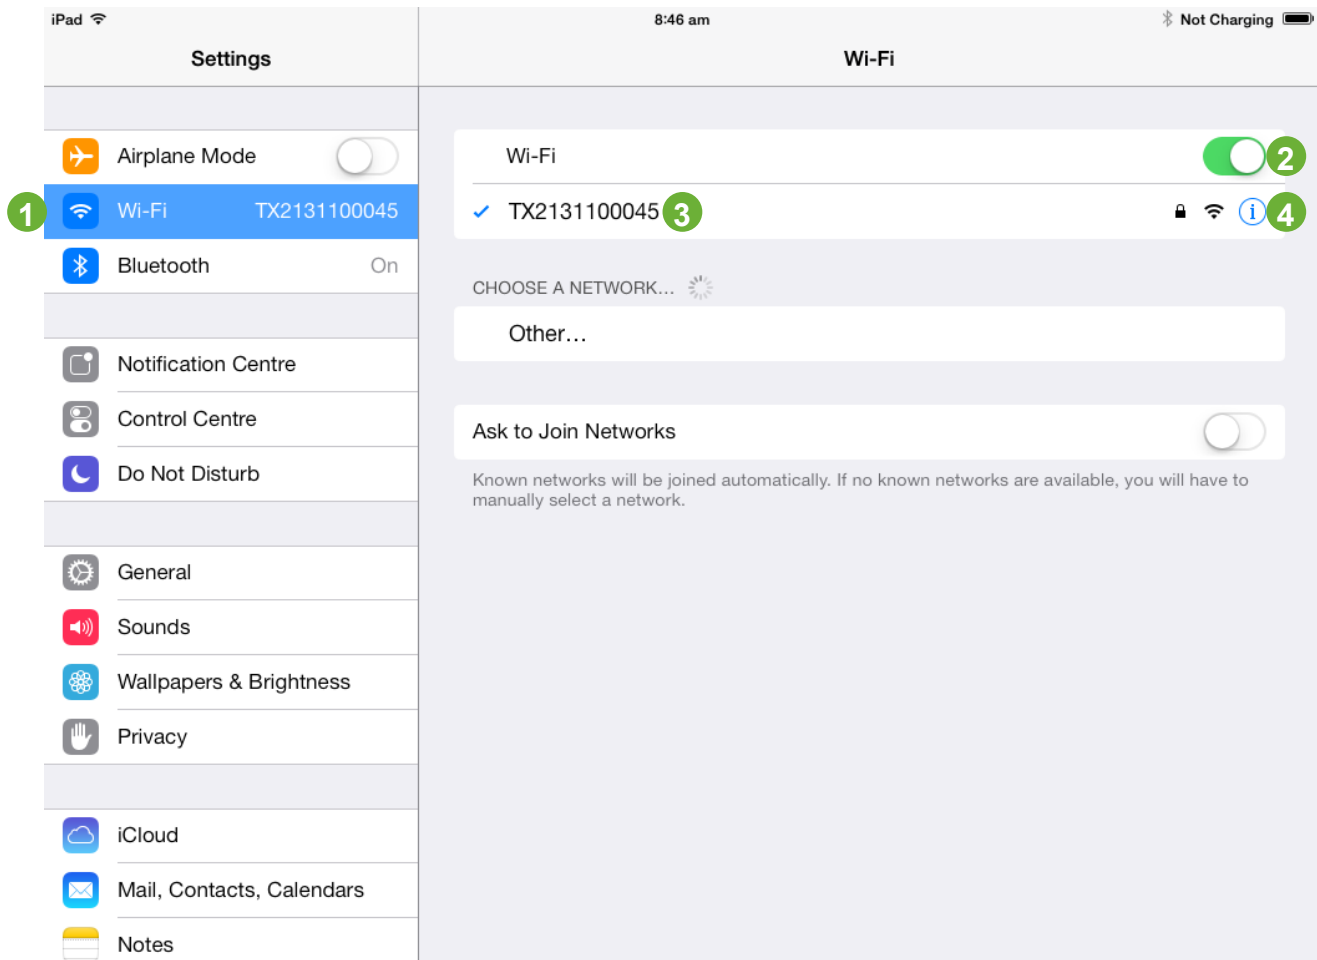 iPad
8:46 am
Not Charging
Settings
Wi-Fi
Airplane Mode
1
Wi-Fi TX2131100045
Bluetooth On
Notification Centre
Control Centre
Do Not Disturb
General
Sounds
Wallpapers & Brightness
Privacy
iCloud
Mail, Contacts, Calendars
Notes
Wi-Fi
2
TX2131100045 3
i 4
CHOOSE A NETWORK...
Other...
Ask to Join Networks
Known networks will be joined automatically. If no known networks are available, you will have to
manually select a network.